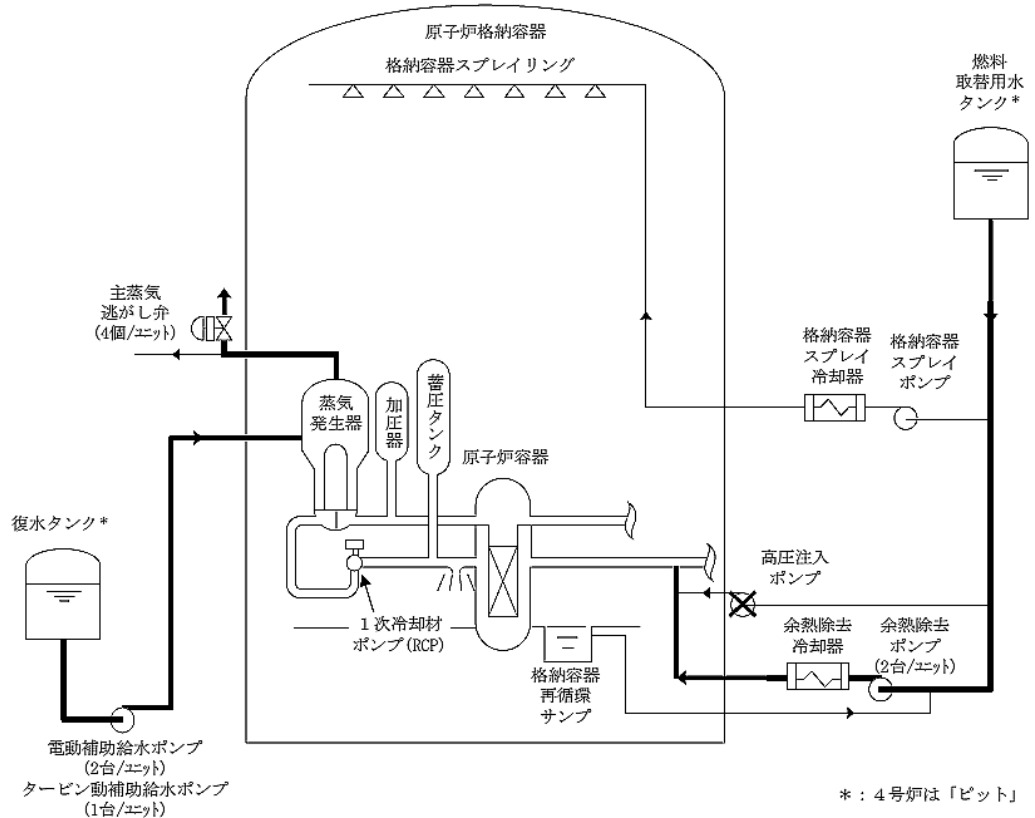 原子炉格納容器
格納容器スプレイリング
燃料
取替用水
タンク*
主蒸気
逃がし弁
(4個/ユニット)
格納容器
スプレイ
冷却器
格納容器
スプレイ
ポンプ
蒸気
発生器
加圧器
蓄圧タンク
原子炉容器
復水タンク*
高圧注入
ポンプ
1次冷却材
ポンプ(RCP)
余熱除去
冷却器
余熱除去
ポンプ
(2台/ユニット)
格納容器
再循環
サンプ
電動補助給水ポンプ
(2台/ユニット)
タービン動補助給水ポンプ
(1台/ユニット)
*:4号炉は「ピット」